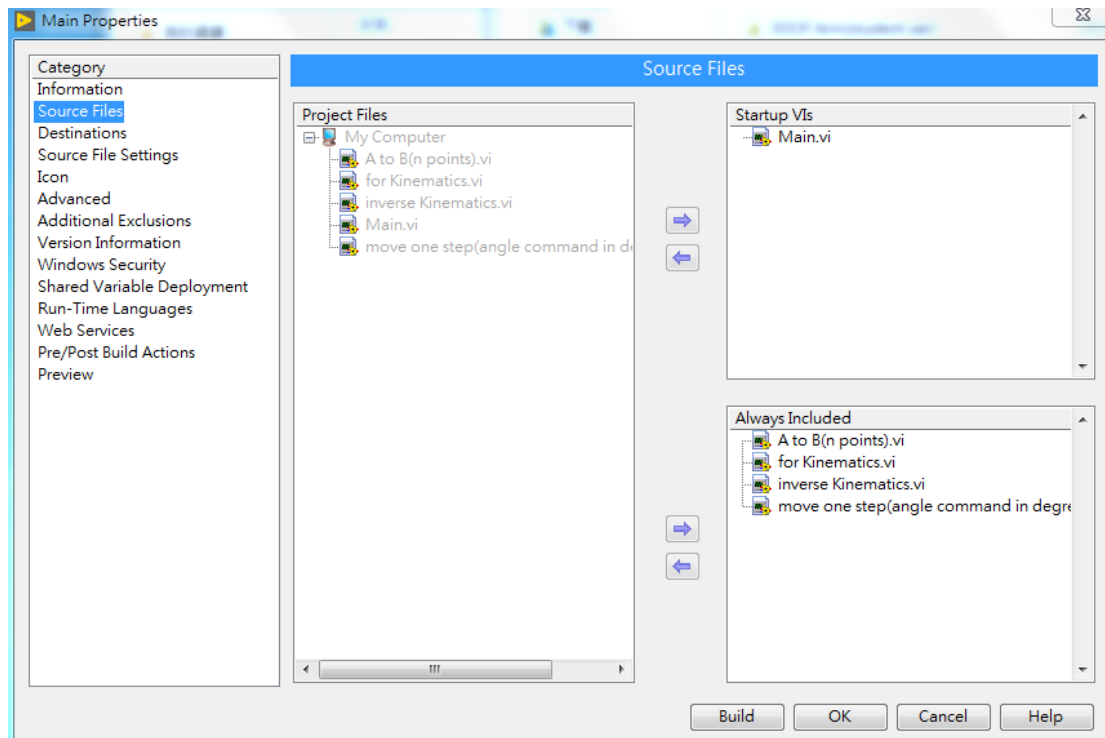 Main Properties
Category
Information
Source Files
Destinations
Source File Settings
Icon
Advanced
Additional Exclusions
Version Information
Windows Security
Shared Variable Deployment
Run-Time Languages
Web Services
Pre/Post Build Actions
Preview
Source Files
Project Files
My Computer
A to B(n points).vi
for Kinematics.vi
inverse Kinematics.vi
Main.vi
move one step(angle command in d
Startup VIs
Main.vi
Always Included
A to B(n points).vi
for Kinematics.vi
inverse Kinematics.vi
move one step(angle command in degre
Build
OK
Cancel
Help